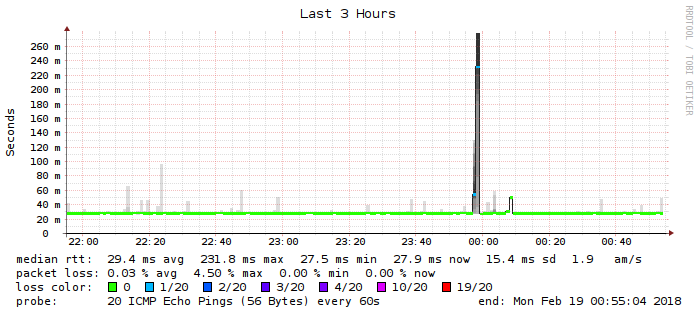 Last 3 Hours
RRDTOOL / TOBI OETIKER
Seconds
260 m
240 m
220 m
200 m
180 m
160 m
140 m
120 m
100 m
80 m
60 m
40 m
20 m
0
22:00 22:20 22:40 23:00 23:20 23:40 00:00 00:20 00:40
median rtt: 29.4 ms avg 231.8 ms max 27.5 ms min 27.9 ms now 15.4 ms sd 1.9 am/s
packet loss: 0.03 % avg 4.50 % max 0.00 % min 0.00 % now
loss color: 0 1/20 2/20 3/20 4/20 10/20 19/20
probe: 20 ICMP Echo Pings (56 Bytes) every 60s end: Mon Feb 19 00:55:04 2018